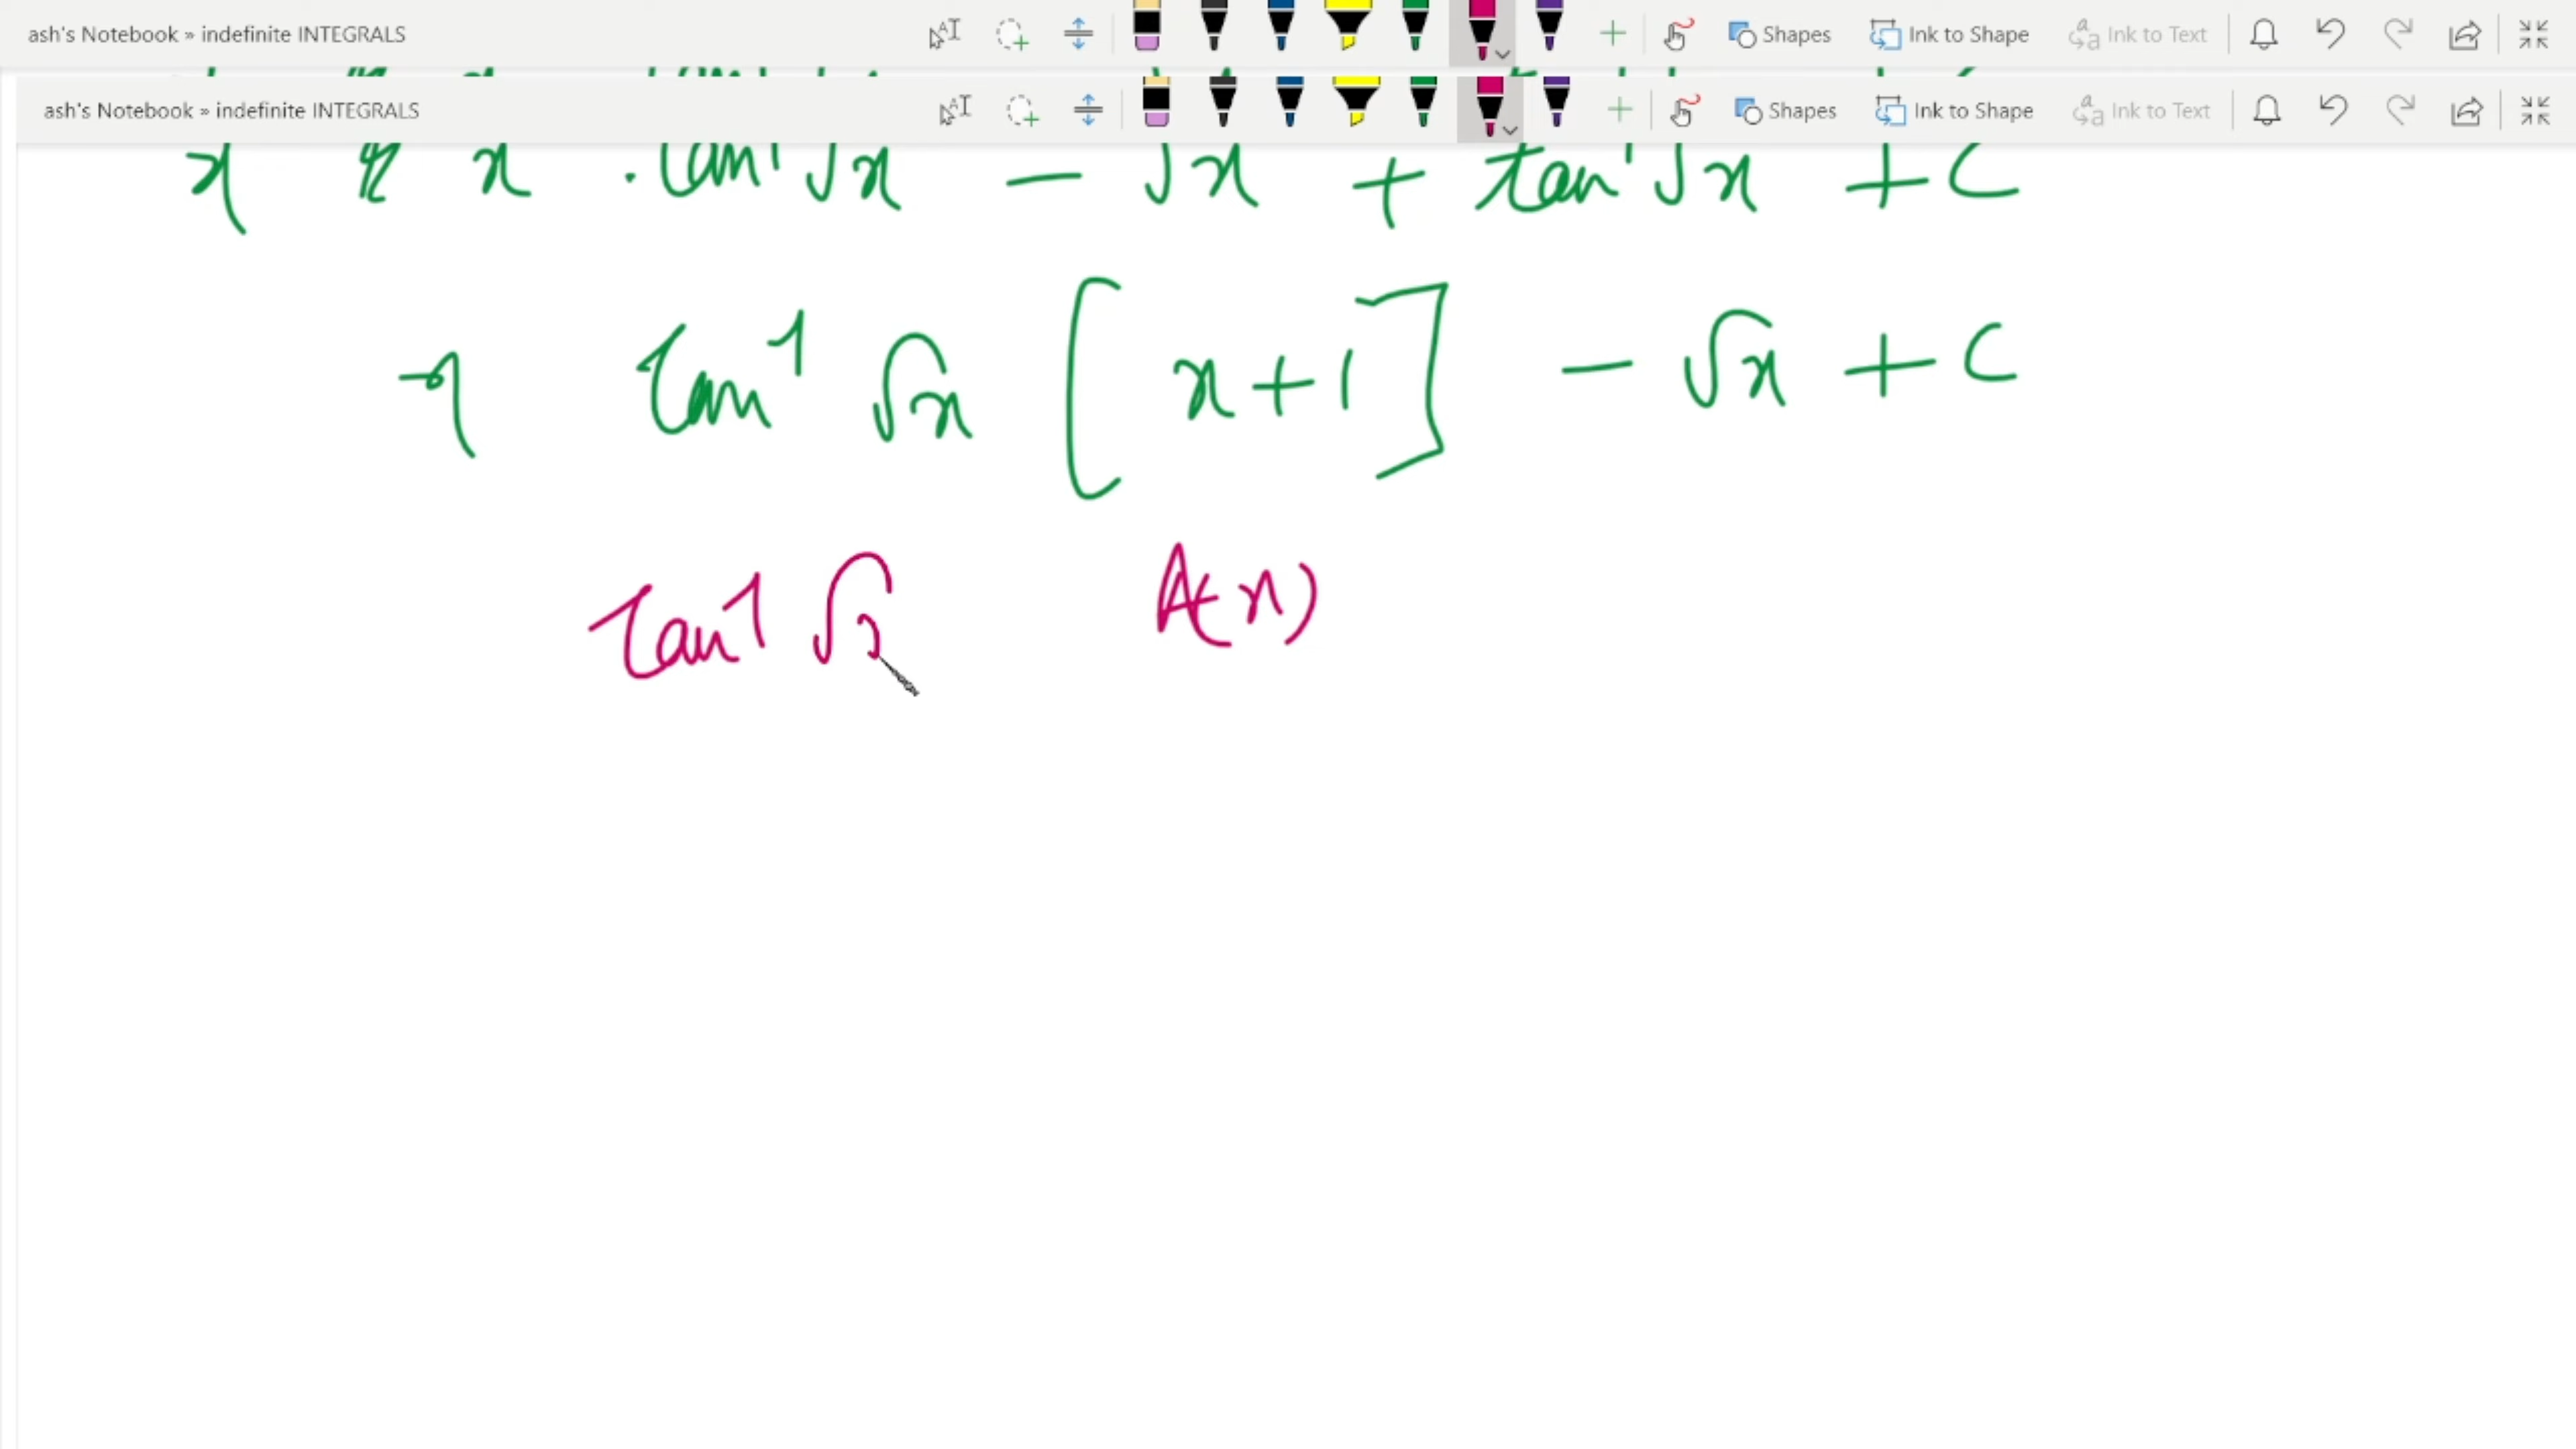 ash's Notebook » indefinite INTEGRALS Shapes Ink to Shape Ink to Text
ash's Notebook » indefinite INTEGRALS Shapes Ink to Shape Ink to Text
x . tan⁻¹ √x - √x + tan⁻¹ √x + C
⇒ tan⁻¹ √x [ x+1 ] - √x + C
tan⁻¹ √x A(x)